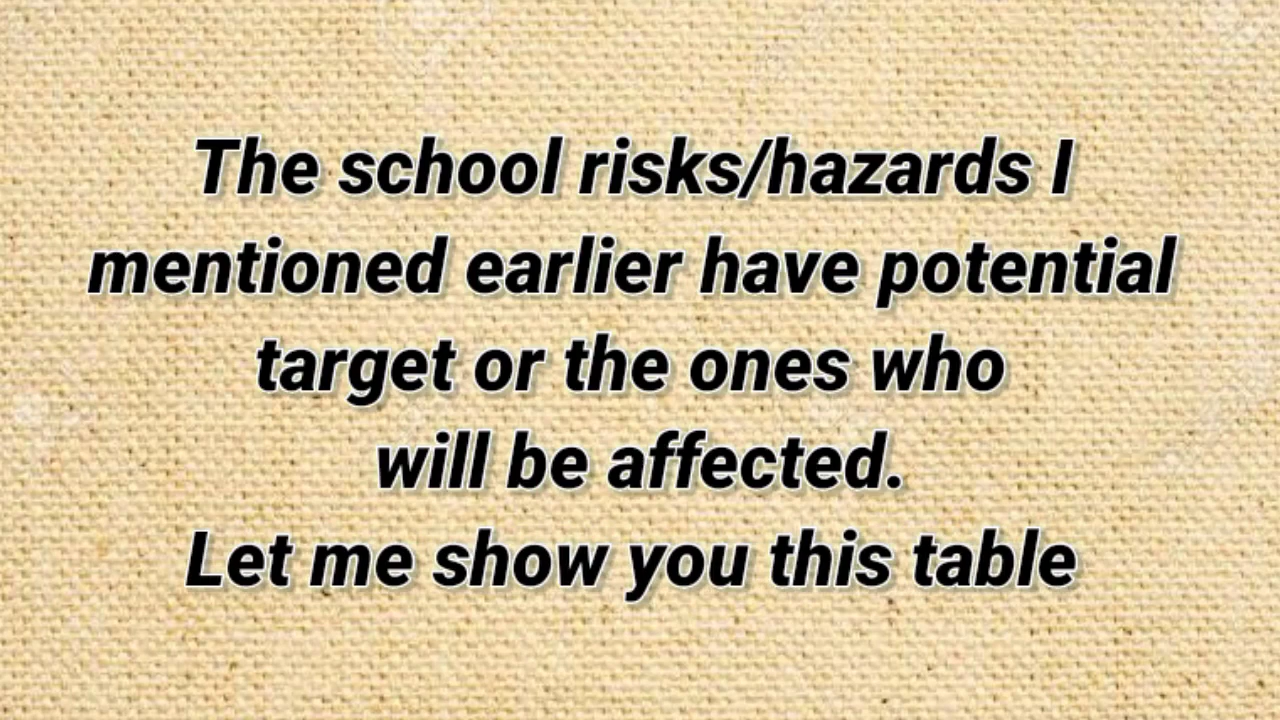 The school risks/hazards I
mentioned earlier have potential
target or the ones who
will be affected.
Let me show you this table